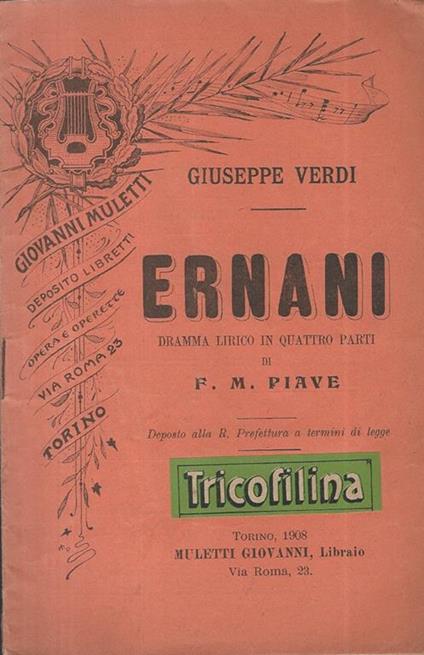 GIOVANNI MULETTI
DEPOSITO LIBRETTI
OPERA E OPERETTE
VIA ROMA 23
TORINO
GIUSEPPE VERDI
ERNANI
DRAMMA LIRICO IN QUATTRO PARTI
DI
F. M. PIAVE
Deposto alla R. Prefettura a termini di legge
Tricofilina
TORINO, 1908
MULETTI GIOVANNI, Libraio
Via Roma, 23.